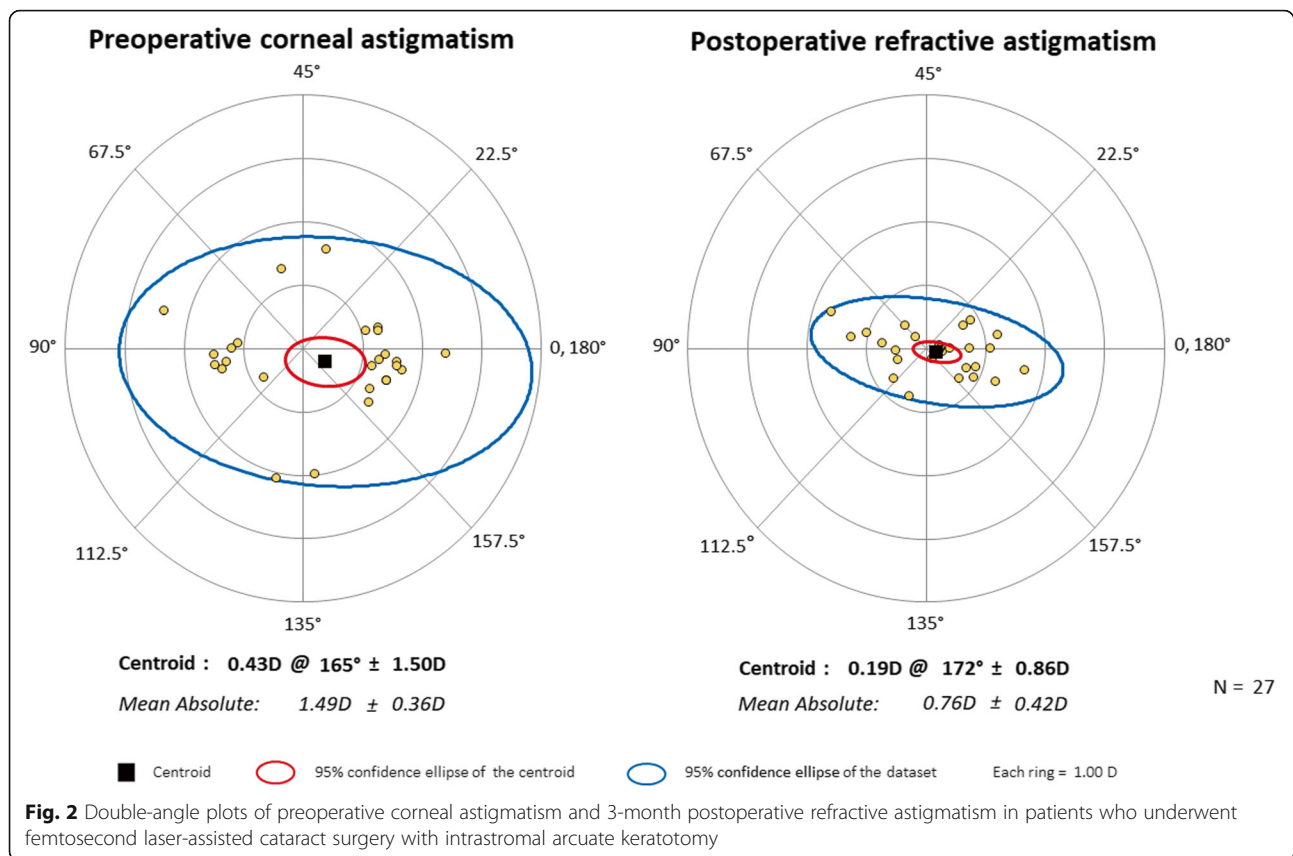 Preoperative corneal astigmatism
45°
67.5°
22.5°
90°
0, 180°
112.5°
157.5°
135°
Centroid : 0.43D @ 165° ± 1.50D
Mean Absolute: 1.49D ± 0.36D
Postoperative refractive astigmatism
45°
67.5°
22.5°
90°
0, 180°
112.5°
157.5°
135°
Centroid : 0.19D @ 172° ± 0.86D
Mean Absolute: 0.76D ± 0.42D
N = 27
Centroid 95% confidence ellipse of the centroid 95% confidence ellipse of the dataset Each ring = 1.00 D
Fig. 2 Double-angle plots of preoperative corneal astigmatism and 3-month postoperative refractive astigmatism in patients who underwent
femtosecond laser-assisted cataract surgery with intrastromal arcuate keratotomy